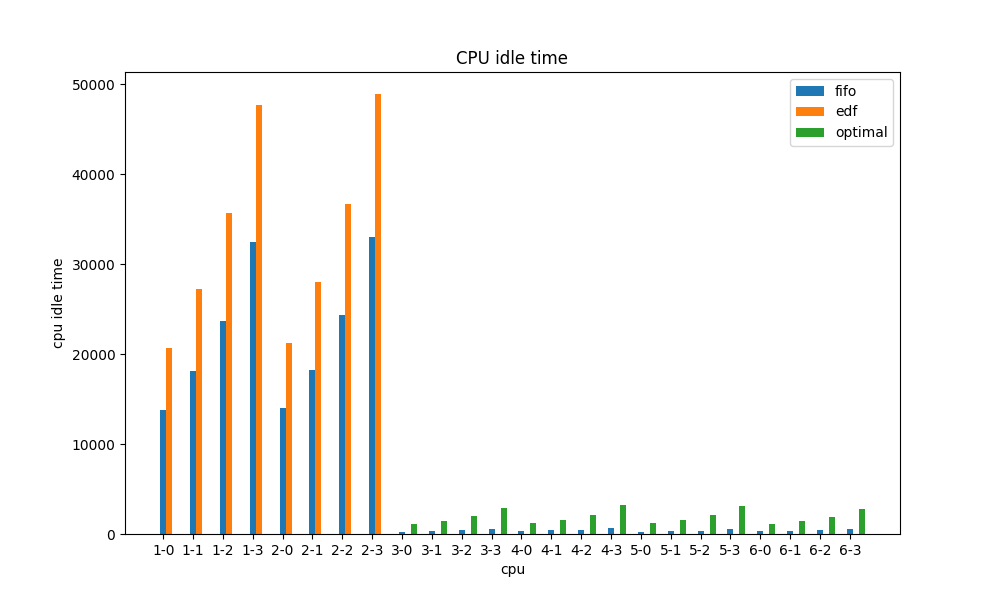 CPU idle time
fifo
edf
optimal
cpu idle time
50000
40000
30000
20000
10000
0
1-0 1-1 1-2 1-3 2-0 2-1 2-2 2-3 3-0 3-1 3-2 3-3 4-0 4-1 4-2 4-3 5-0 5-1 5-2 5-3 6-0 6-1 6-2 6-3
cpu